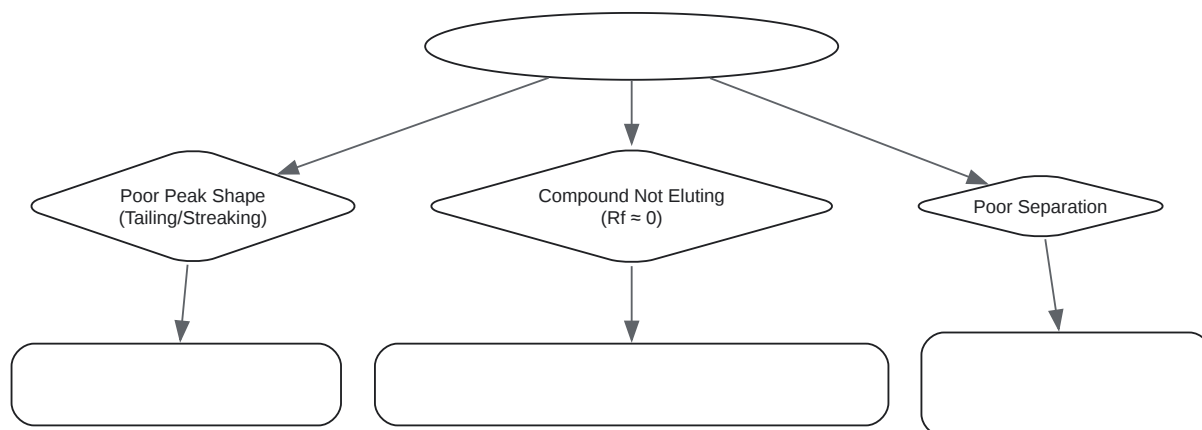 Poor Peak Shape
(Tailing/Streaking)
Compound Not Eluting
(Rf ≈ 0)
Poor Separation